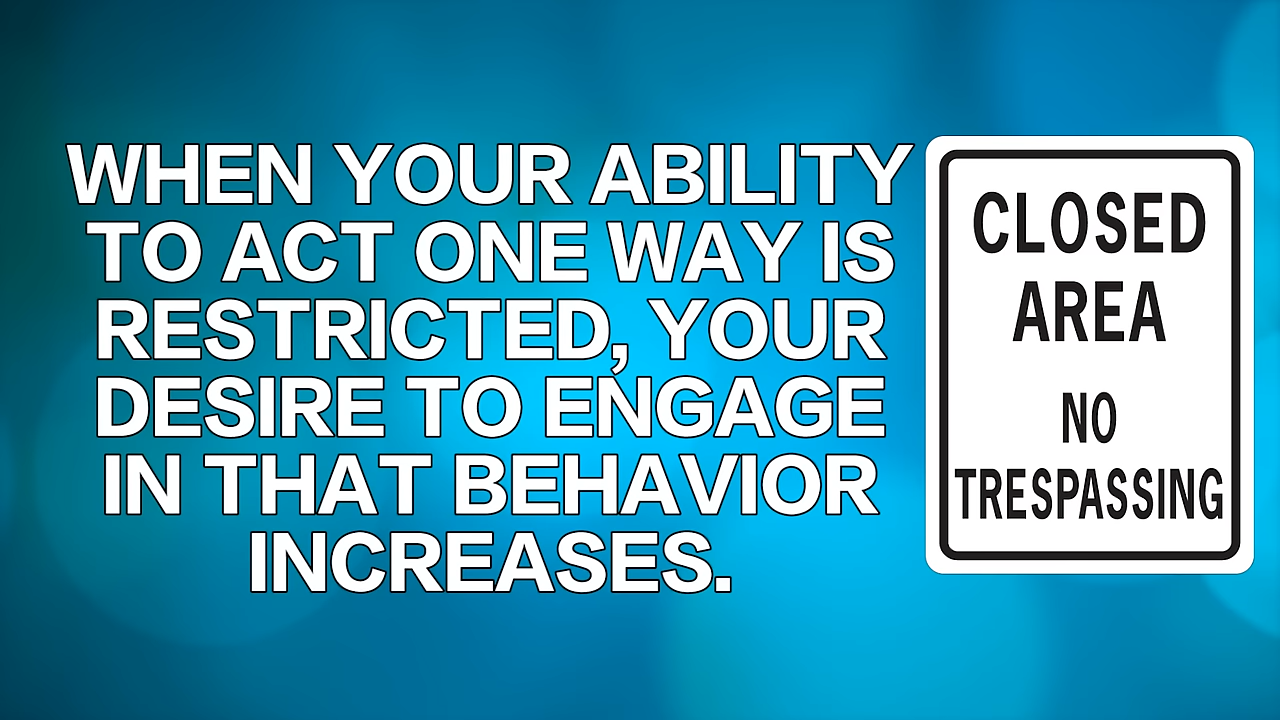 WHEN YOUR ABILITY
TO ACT ONE WAY IS
RESTRICTED, YOUR
DESIRE TO ENGAGE
IN THAT BEHAVIOR
INCREASES.
CLOSED
AREA
NO
TRESPASSING